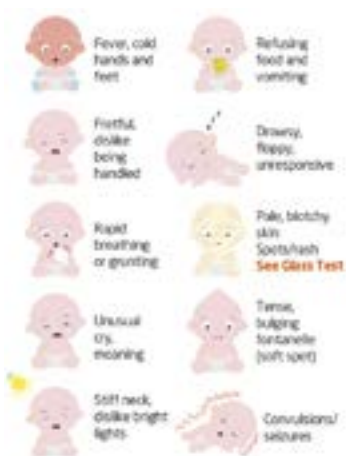 Fever, cold
hands and
feet
Refusing
food and
vomiting
Fretful,
dislike
being
handled
Drowsy,
floppy,
unresponsive
Rapid
breathing
or grunting
Pale, blotchy
skin
Spots/rash
See Glass Test
Unusual
cry,
moaning
Tense,
bulging
fontanelle
(soft spot)
Stiff neck,
dislike bright
lights
Convulsions/
seizures